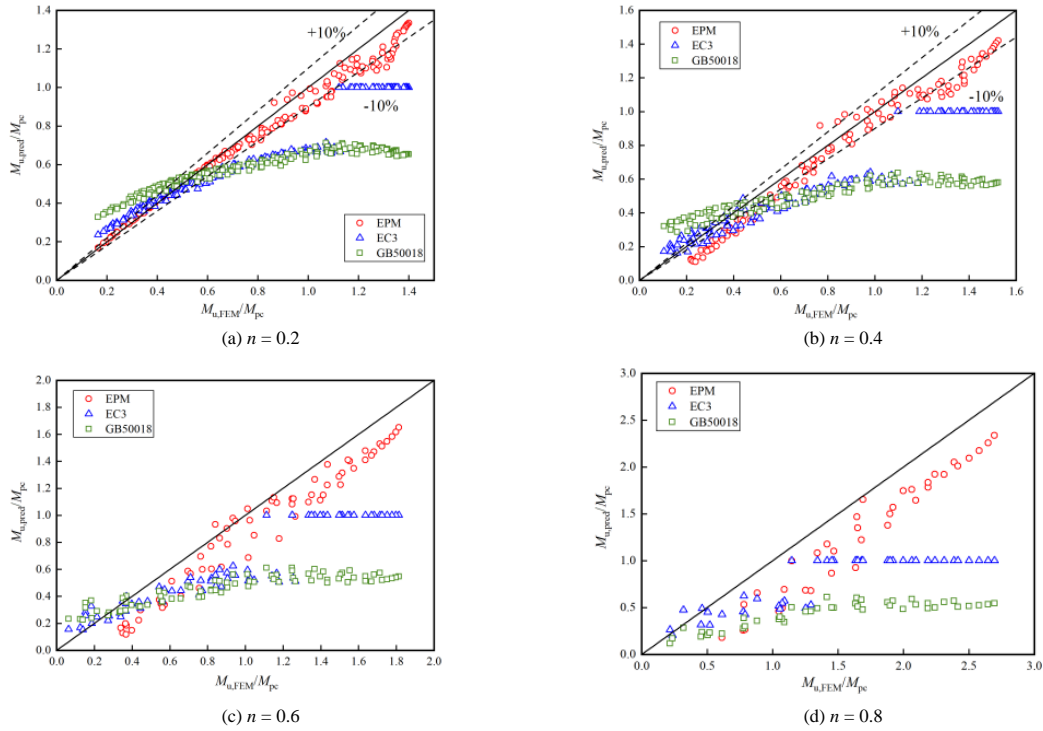 1.4
1.2
1.0
0.8
0.6
0.4
0.2
0.0
M_u,pred/M_pc
+10%
-10%
EPM
EC3
GB50018
0.0 0.2 0.4 0.6 0.8 1.0 1.2 1.4
M_u,FEM/M_pc
(a) n = 0.2
1.6
1.4
1.2
1.0
0.8
0.6
0.4
0.2
0.0
M_u,pred/M_pc
EPM
EC3
GB50018
+10%
-10%
0.0 0.2 0.4 0.6 0.8 1.0 1.2 1.4 1.6
M_u,FEM/M_pc
(b) n = 0.4
2.0
1.8
1.6
1.4
1.2
1.0
0.8
0.6
0.4
0.2
0.0
M_u,pred/M_pc
EPM
EC3
GB50018
0.0 0.2 0.4 0.6 0.8 1.0 1.2 1.4 1.6 1.8 2.0
M_u,FEM/M_pc
(c) n = 0.6
3.0
2.5
2.0
1.5
1.0
0.5
0.0
M_u,pred/M_pc
EPM
EC3
GB50018
0.0 0.5 1.0 1.5 2.0 2.5 3.0
M_u,FEM/M_pc
(d) n = 0.8